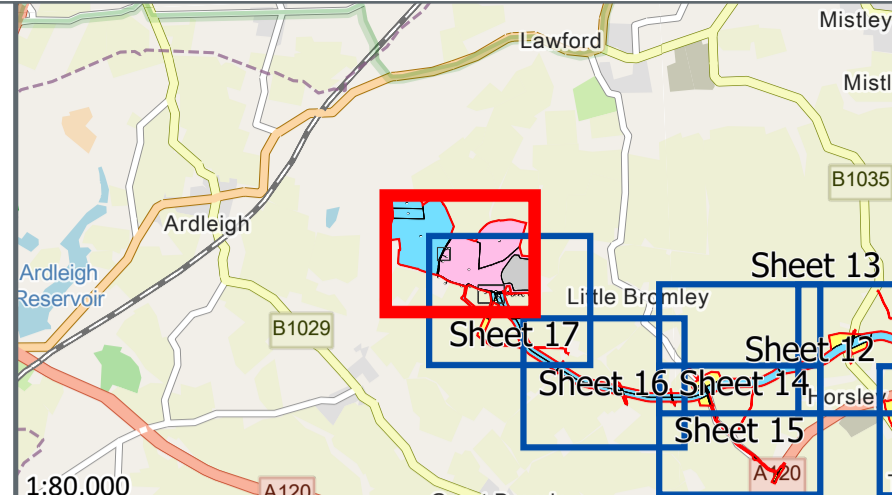 Mistley
Lawford
Mistl
B1035
Ardleigh
Sheet 13
Ardleigh
Reservoir
Little Bromley
B1029
Sheet 17
Sheet 12
Sheet 16
Sheet 14
Horsley
Sheet 15
A120
1:80,000
A120